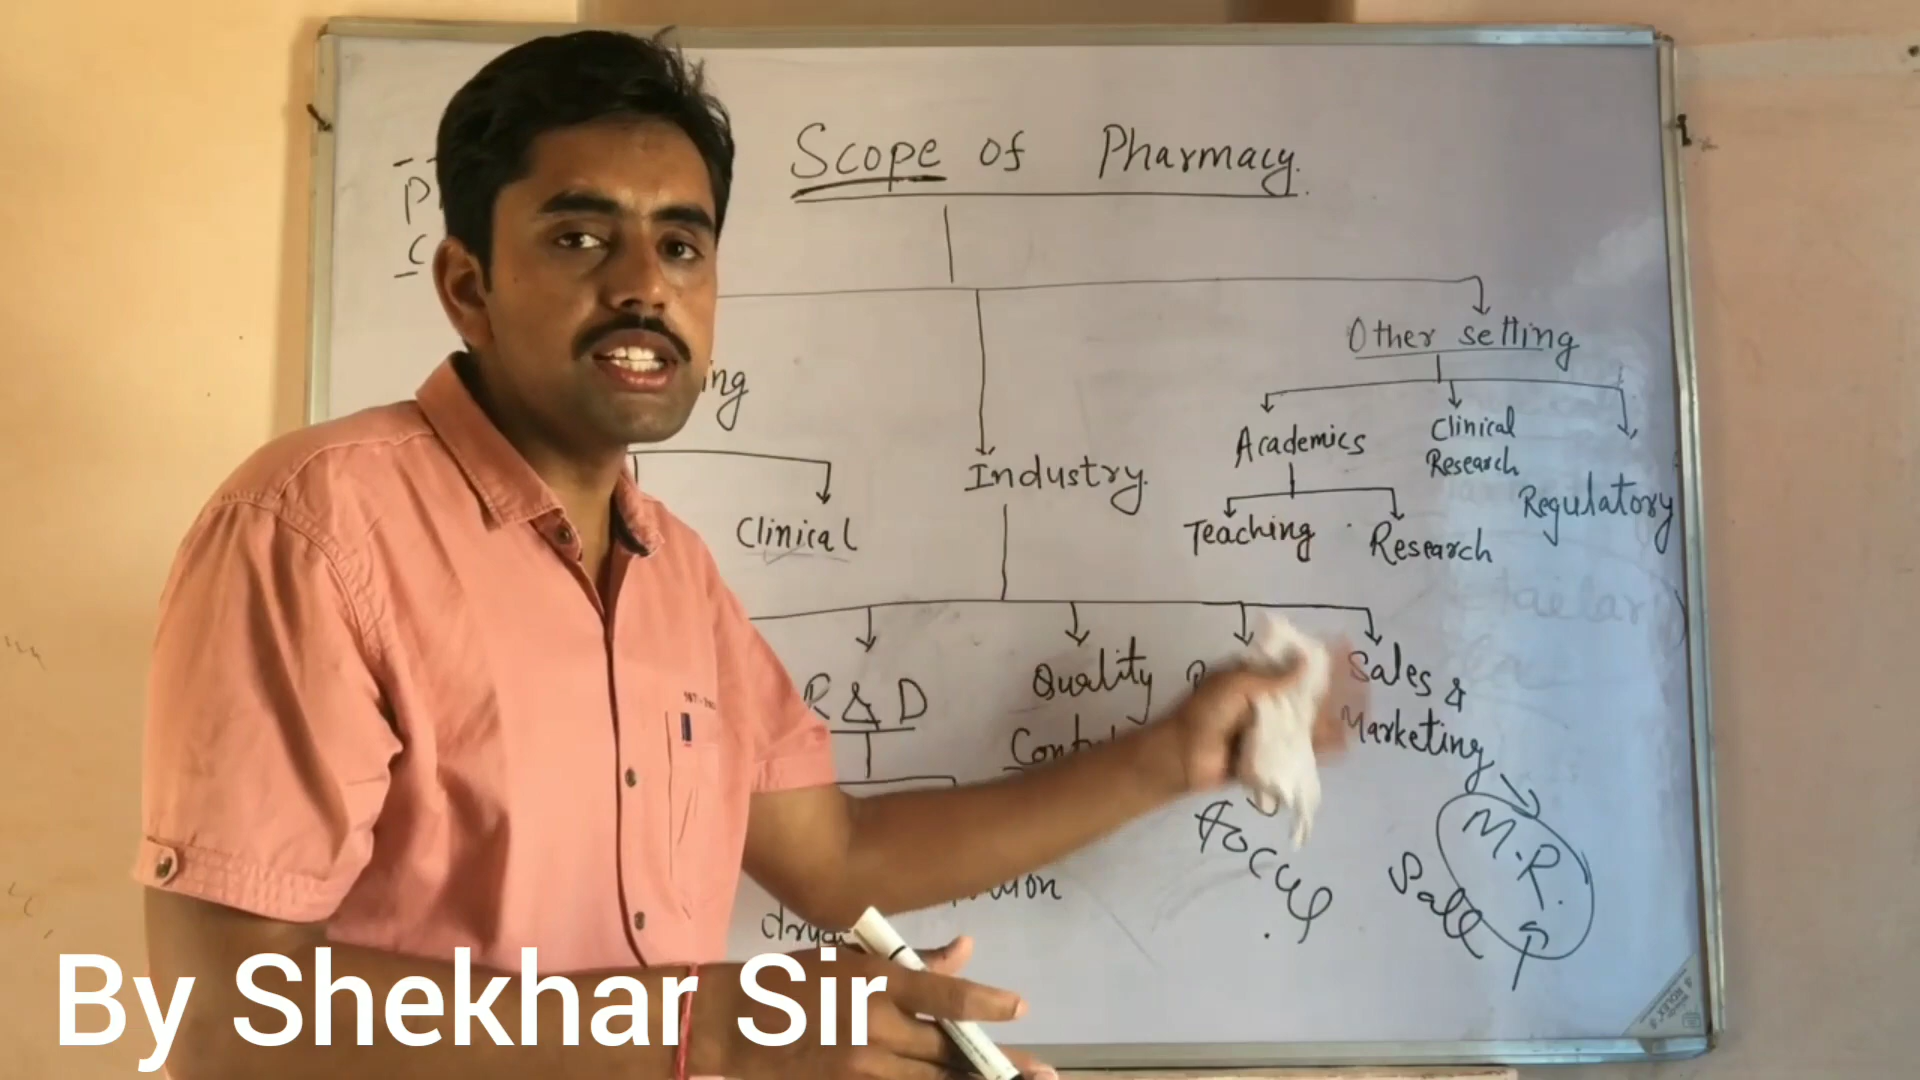 Scope of Pharmacy.
Other setting
Academics
Clinical
Research
Regulatory
Teaching
Research
ing
Clinical
Industry.
R & D
Quality
Sales &
Marketing
M.R.
Sale
By Shekhar Sir